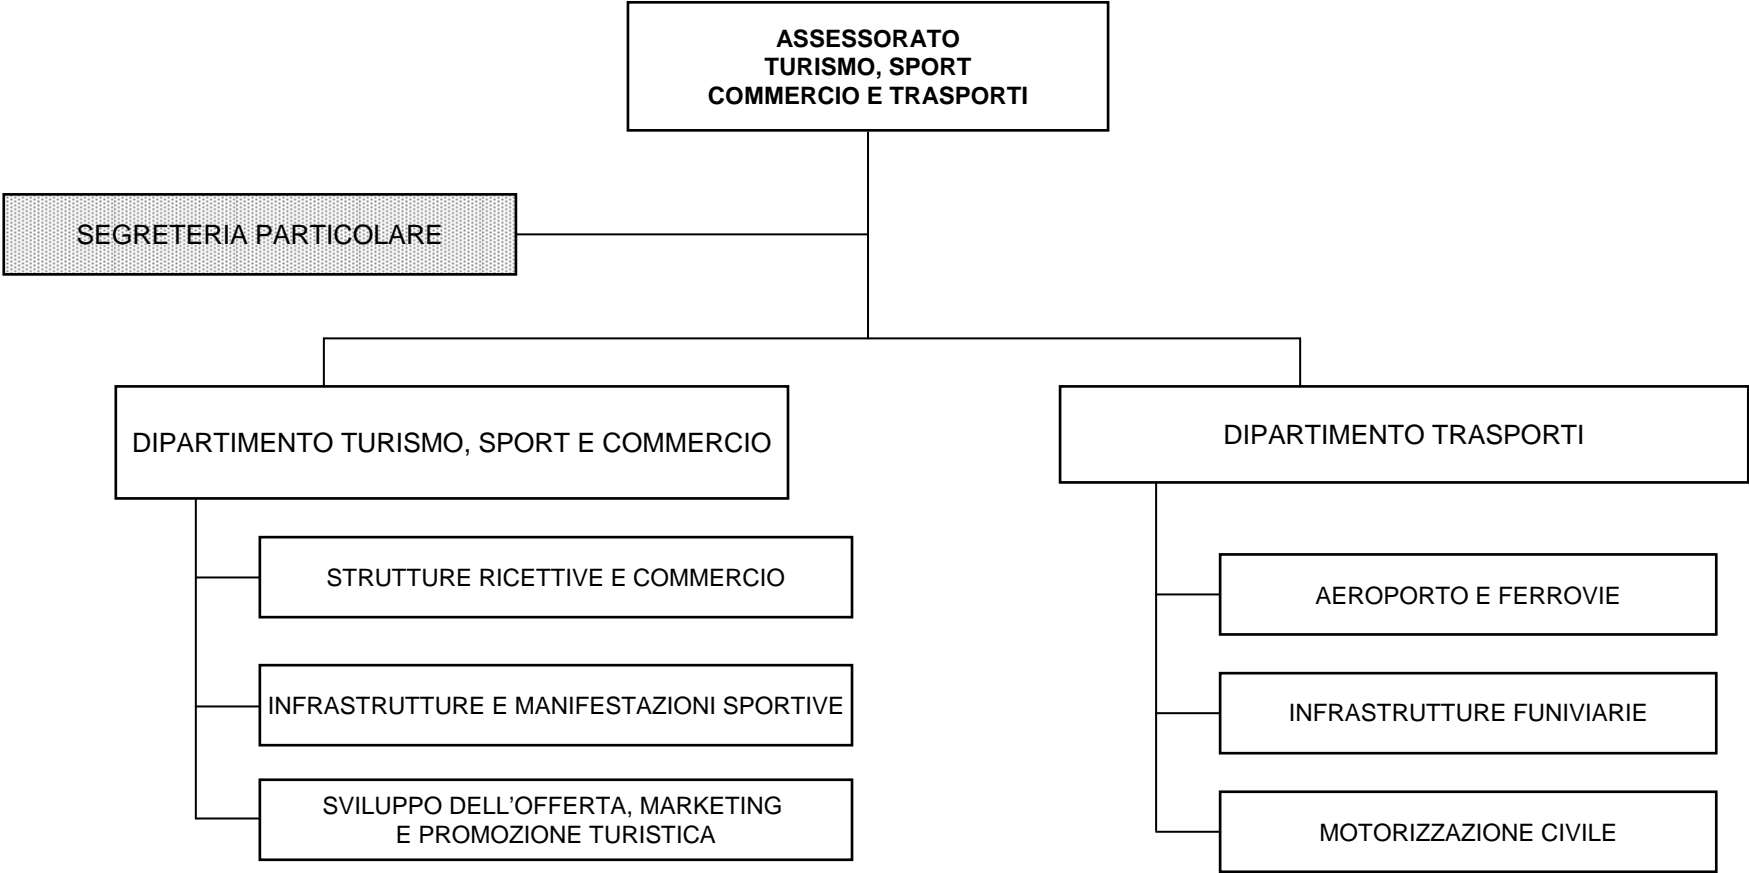 ASSESSORATO
TURISMO, SPORT
COMMERCIO E TRASPORTI
SEGRETERIA PARTICOLARE
DIPARTIMENTO TURISMO, SPORT E COMMERCIO
STRUTTURE RICETTIVE E COMMERCIO
INFRASTRUTTURE E MANIFESTAZIONI SPORTIVE
SVILUPPO DELL’OFFERTA, MARKETING
E PROMOZIONE TURISTICA
DIPARTIMENTO TRASPORTI
AEROPORTO E FERROVIE
INFRASTRUTTURE FUNIVIARIE
MOTORIZZAZIONE CIVILE